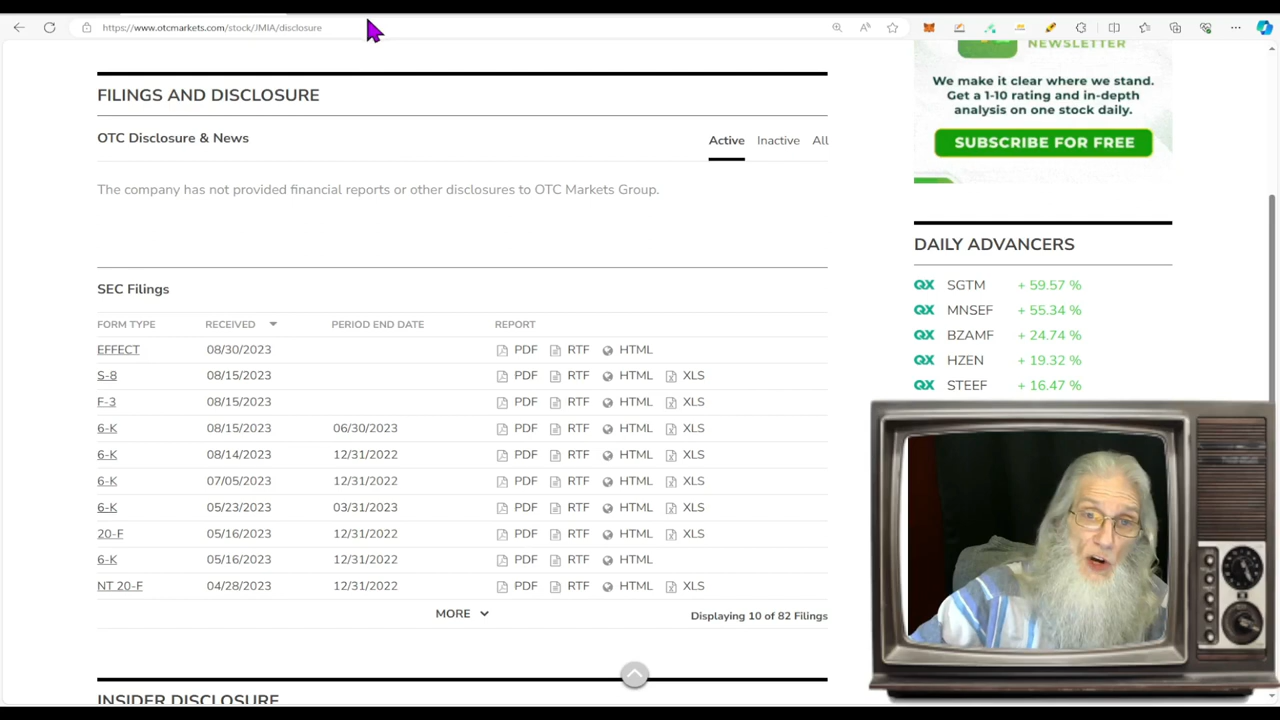 https://www.otcmarkets.com/stock/JMIA/disclosure
FILINGS AND DISCLOSURE
OTC Disclosure & News
Active Inactive All
The company has not provided financial reports or other disclosures to OTC Markets Group.
SEC Filings
FORM TYPE RECEIVED PERIOD END DATE REPORT
EFFECT 08/30/2023 PDF RTF HTML
S-8 08/15/2023 PDF RTF HTML XLS
F-3 08/15/2023 PDF RTF HTML XLS
6-K 08/15/2023 06/30/2023 PDF RTF HTML XLS
6-K 08/14/2023 12/31/2022 PDF RTF HTML XLS
6-K 07/05/2023 12/31/2022 PDF RTF HTML XLS
6-K 05/23/2023 03/31/2023 PDF RTF HTML XLS
20-F 05/16/2023 12/31/2022 PDF RTF HTML XLS
6-K 05/16/2023 12/31/2022 PDF RTF HTML
NT 20-F 04/28/2023 12/31/2022 PDF RTF HTML XLS
MORE
Displaying 10 of 82 Filings
INSIDER DISCLOSURE
NEWSLETTER
We make it clear where we stand.
Get a 1-10 rating and in-depth
analysis on one stock daily.
SUBSCRIBE FOR FREE
DAILY ADVANCERS
QX SGTM + 59.57 %
QX MNSEF + 55.34 %
QX BZAMF + 24.74 %
QX HZEN + 19.32 %
QX STEEF + 16.47 %